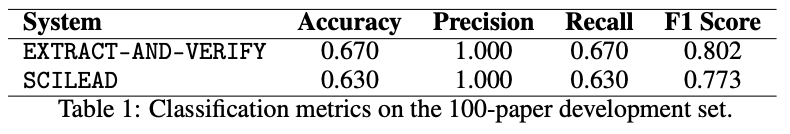 System Accuracy Precision Recall F1 Score
EXTRACT-AND-VERIFY 0.670 1.000 0.670 0.802
SCILEAD 0.630 1.000 0.630 0.773
Table 1: Classification metrics on the 100-paper development set.